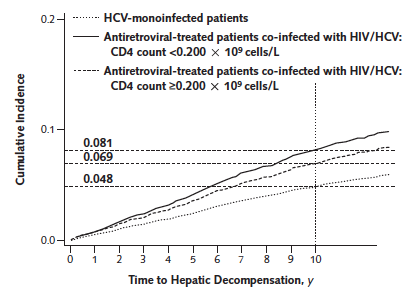 HCV-monoinfected patients
Antiretroviral-treated patients co-infected with HIV/HCV:
CD4 count <0.200 × 10⁹ cells/L
Antiretroviral-treated patients co-infected with HIV/HCV:
CD4 count ≥0.200 × 10⁹ cells/L
Cumulative Incidence
0.2
0.1
0.0
0.081
0.069
0.048
0 1 2 3 4 5 6 7 8 9 10
Time to Hepatic Decompensation, y